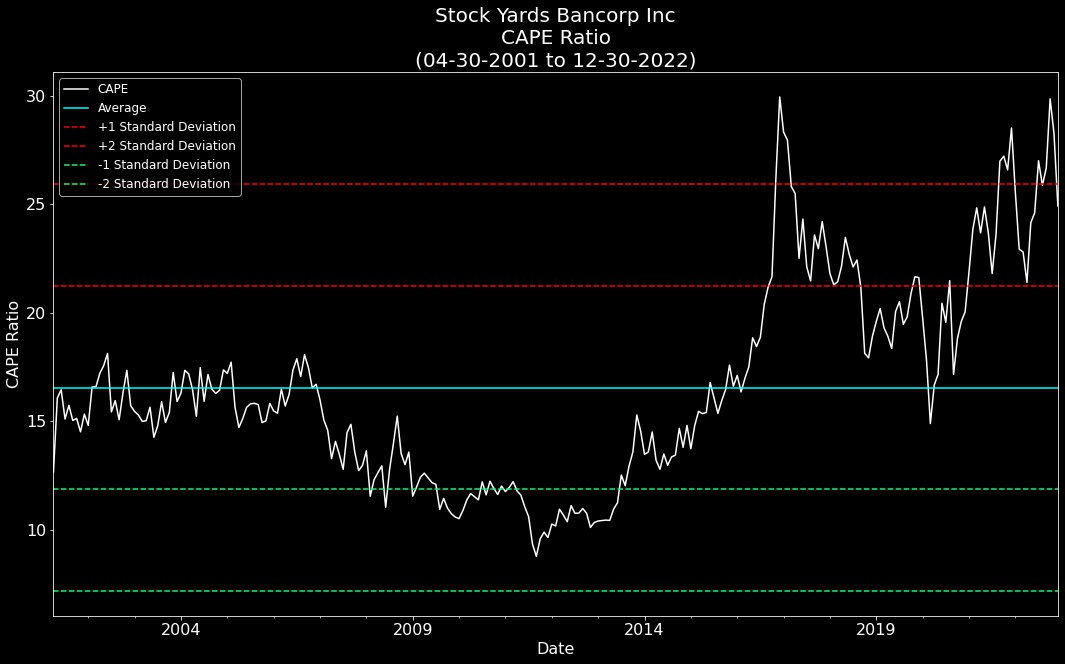 Stock Yards Bancorp Inc
CAPE Ratio
(04-30-2001 to 12-30-2022)
CAPE
Average
+1 Standard Deviation
+2 Standard Deviation
-1 Standard Deviation
-2 Standard Deviation
CAPE Ratio
30
25
20
15
10
2004
2009
2014
2019
Date